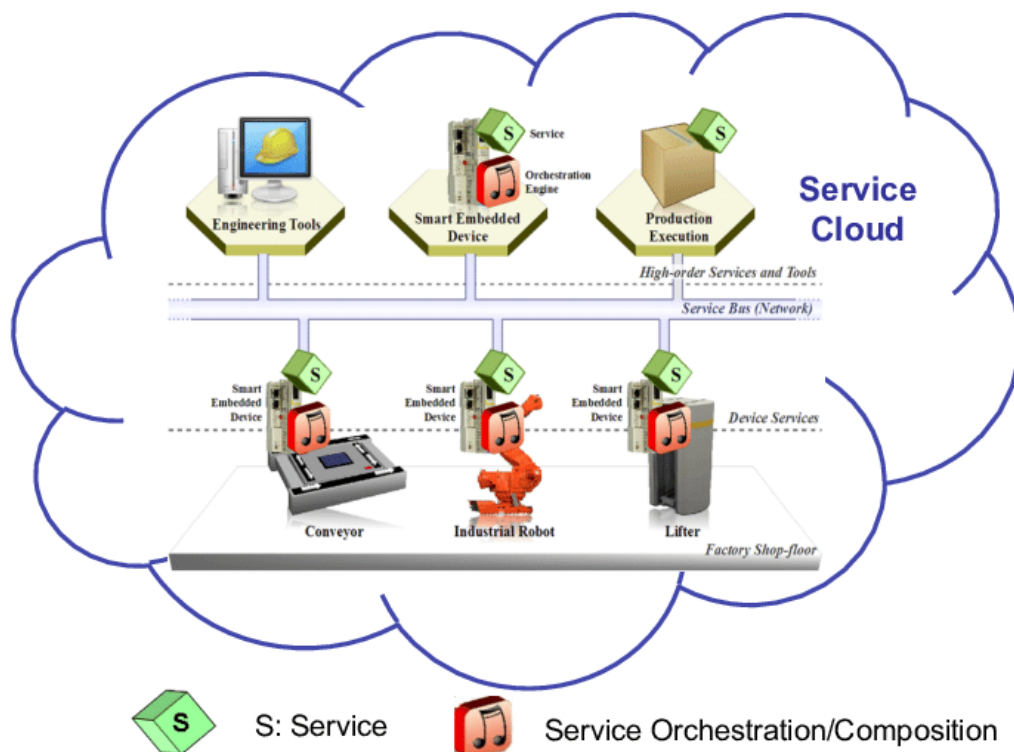 S
Service
Orchestration
Engine
S
Engineering Tools
Smart Embedded
Device
Production
Execution
Service
Cloud
High-order Services and Tools
Service Bus (Network)
S
S
S
Smart
Embedded
Device
Smart
Embedded
Device
Smart
Embedded
Device
Device Services
Conveyor
Industrial Robot
Lifter
Factory Shop-floor
S
S: Service
Service Orchestration/Composition